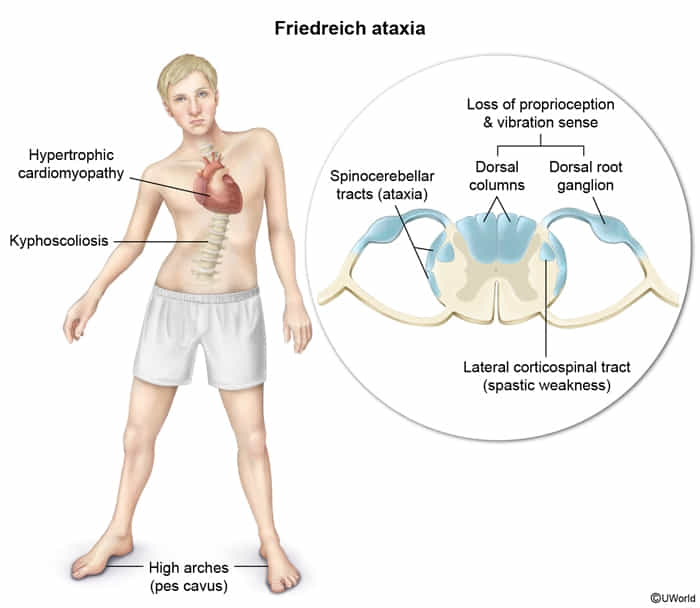 Friedreich ataxia
Hypertrophic
cardiomyopathy
Kyphoscoliosis
High arches
(pes cavus)
Loss of proprioception
& vibration sense
Spinocerebellar
tracts (ataxia)
Dorsal
columns
Dorsal root
ganglion
Lateral corticospinal tract
(spastic weakness)
©UWorld